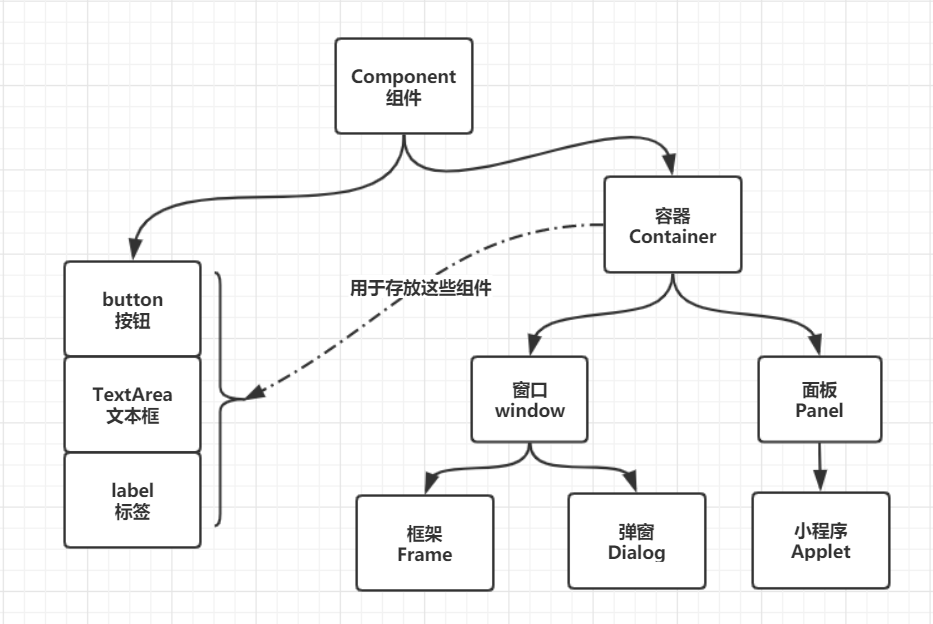 Component
组件
容器
Container
用于存放这些组件
button
按钮
TextArea
文本框
label
标签
窗口
window
面板
Panel
框架
Frame
弹窗
Dialog
小程序
Applet